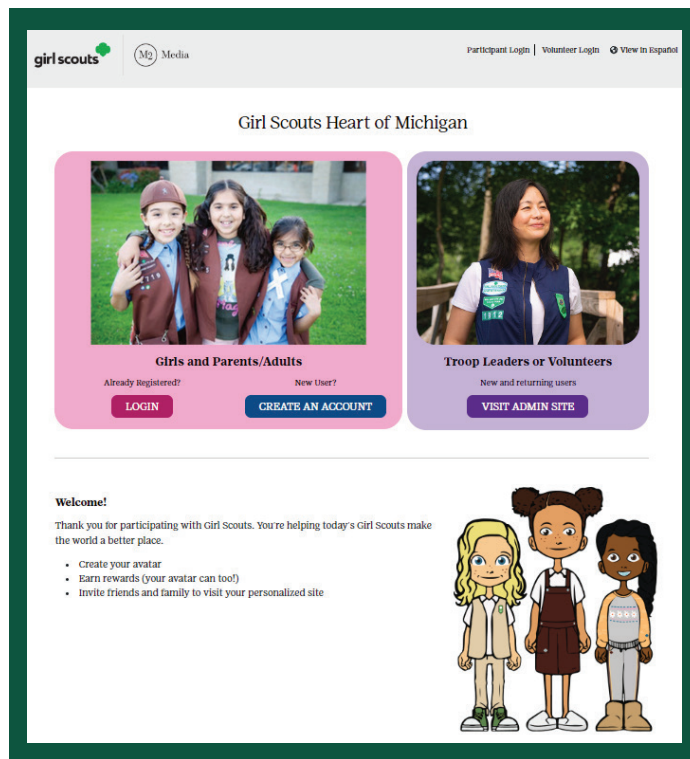 girl scouts
M2 Media
Participant Login | Volunteer Login View in Español
Girl Scouts Heart of Michigan
Girls and Parents/Adults
Already Registered?
New User?
LOGIN
CREATE AN ACCOUNT
Troop Leaders or Volunteers
New and returning users
VISIT ADMIN SITE
Welcome!
Thank you for participating with Girl Scouts. You're helping today's Girl Scouts make
the world a better place.
• Create your avatar
• Earn rewards (your avatar can too!)
• Invite friends and family to visit your personalized site